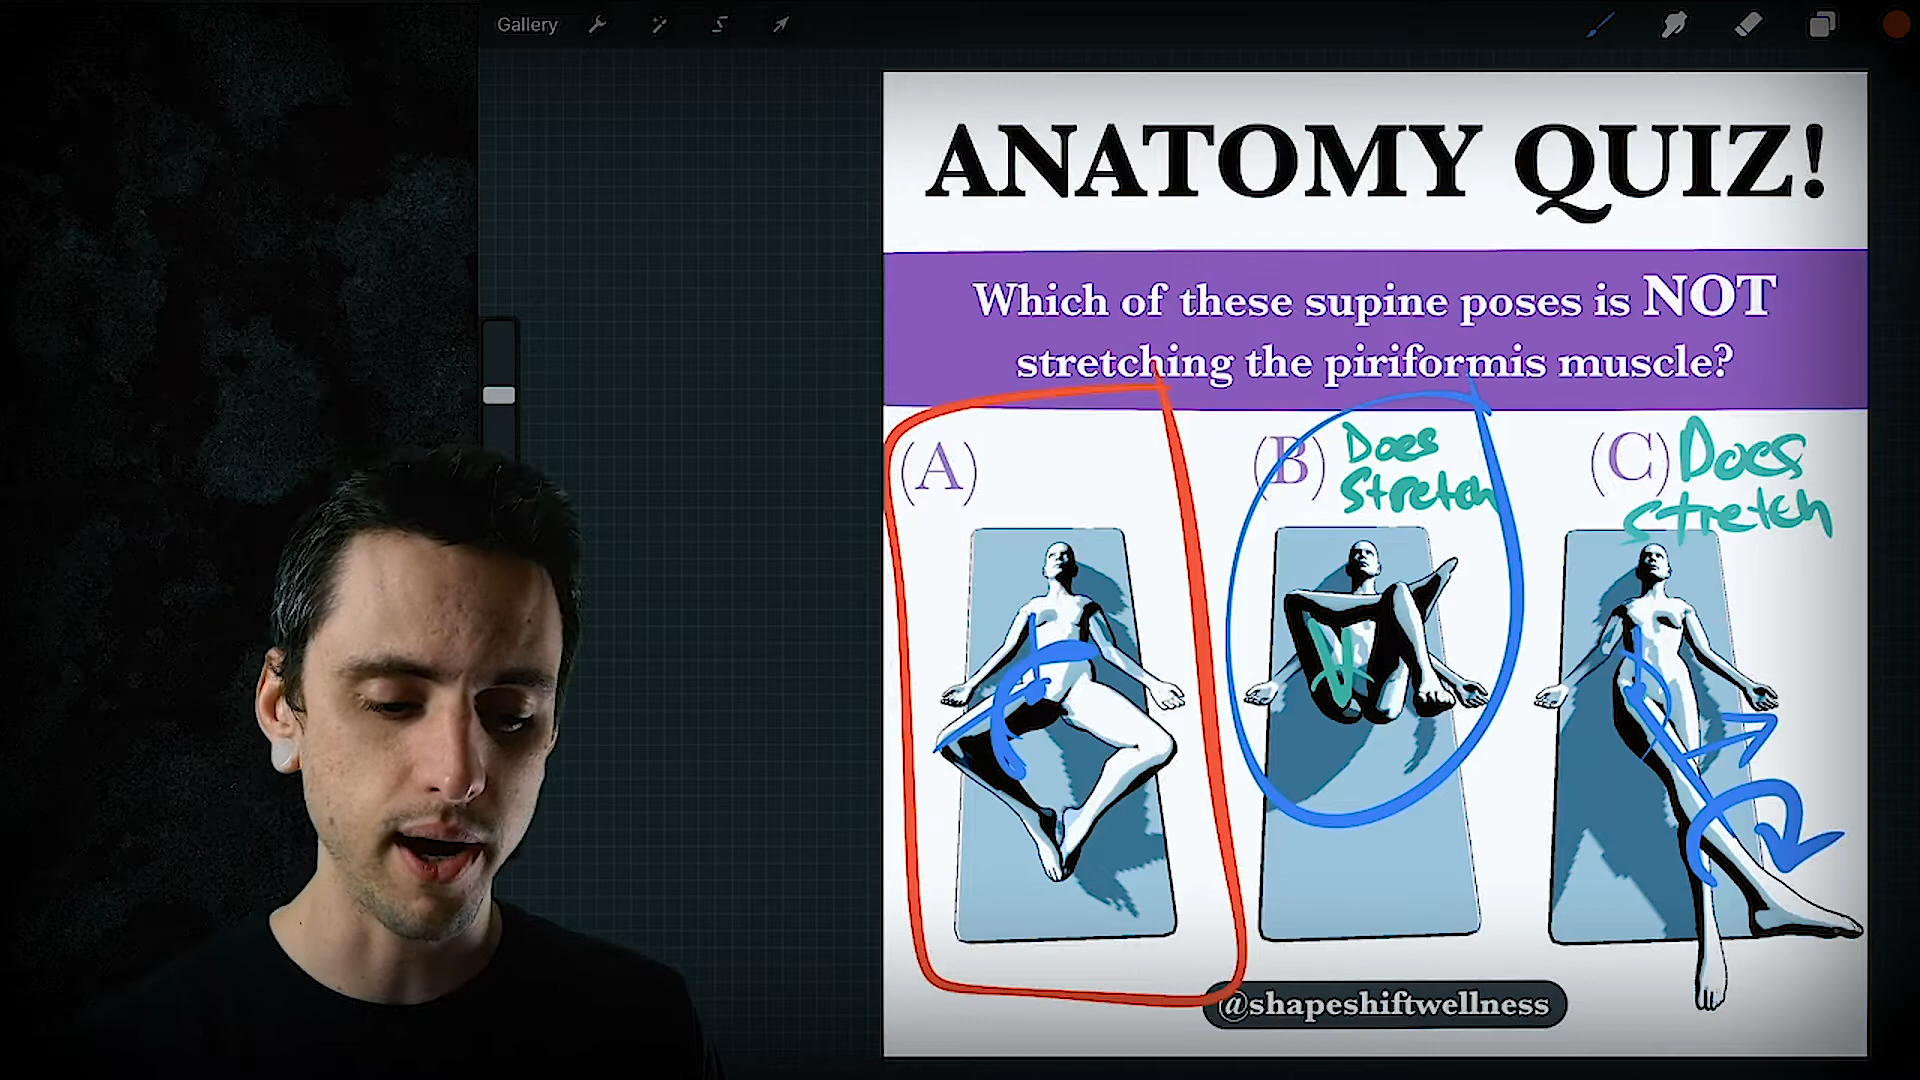 Gallery
ANATOMY QUIZ!
Which of these supine poses is NOT
stretching the piriformis muscle?
(A)
(B)
Does
Stretch
(C)
Does
stretch
@shapeshiftwellness